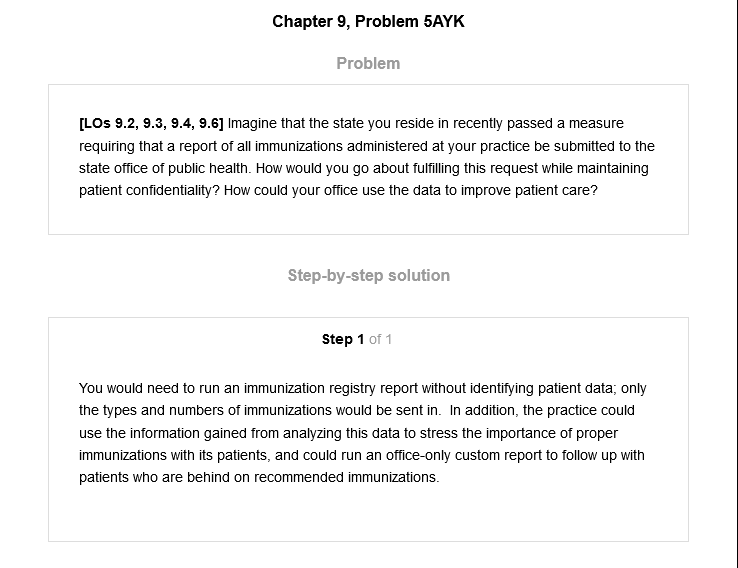 Chapter 9, Problem 5AYK
Problem
[LOs 9.2, 9.3, 9.4, 9.6] Imagine that the state you reside in recently passed a measure
requiring that a report of all immunizations administered at your practice be submitted to the
state office of public health. How would you go about fulfilling this request while maintaining
patient confidentiality? How could your office use the data to improve patient care?
Step-by-step solution
Step 1 of 1
You would need to run an immunization registry report without identifying patient data; only
the types and numbers of immunizations would be sent in.  In addition, the practice could
use the information gained from analyzing this data to stress the importance of proper
immunizations with its patients, and could run an office-only custom report to follow up with
patients who are behind on recommended immunizations.